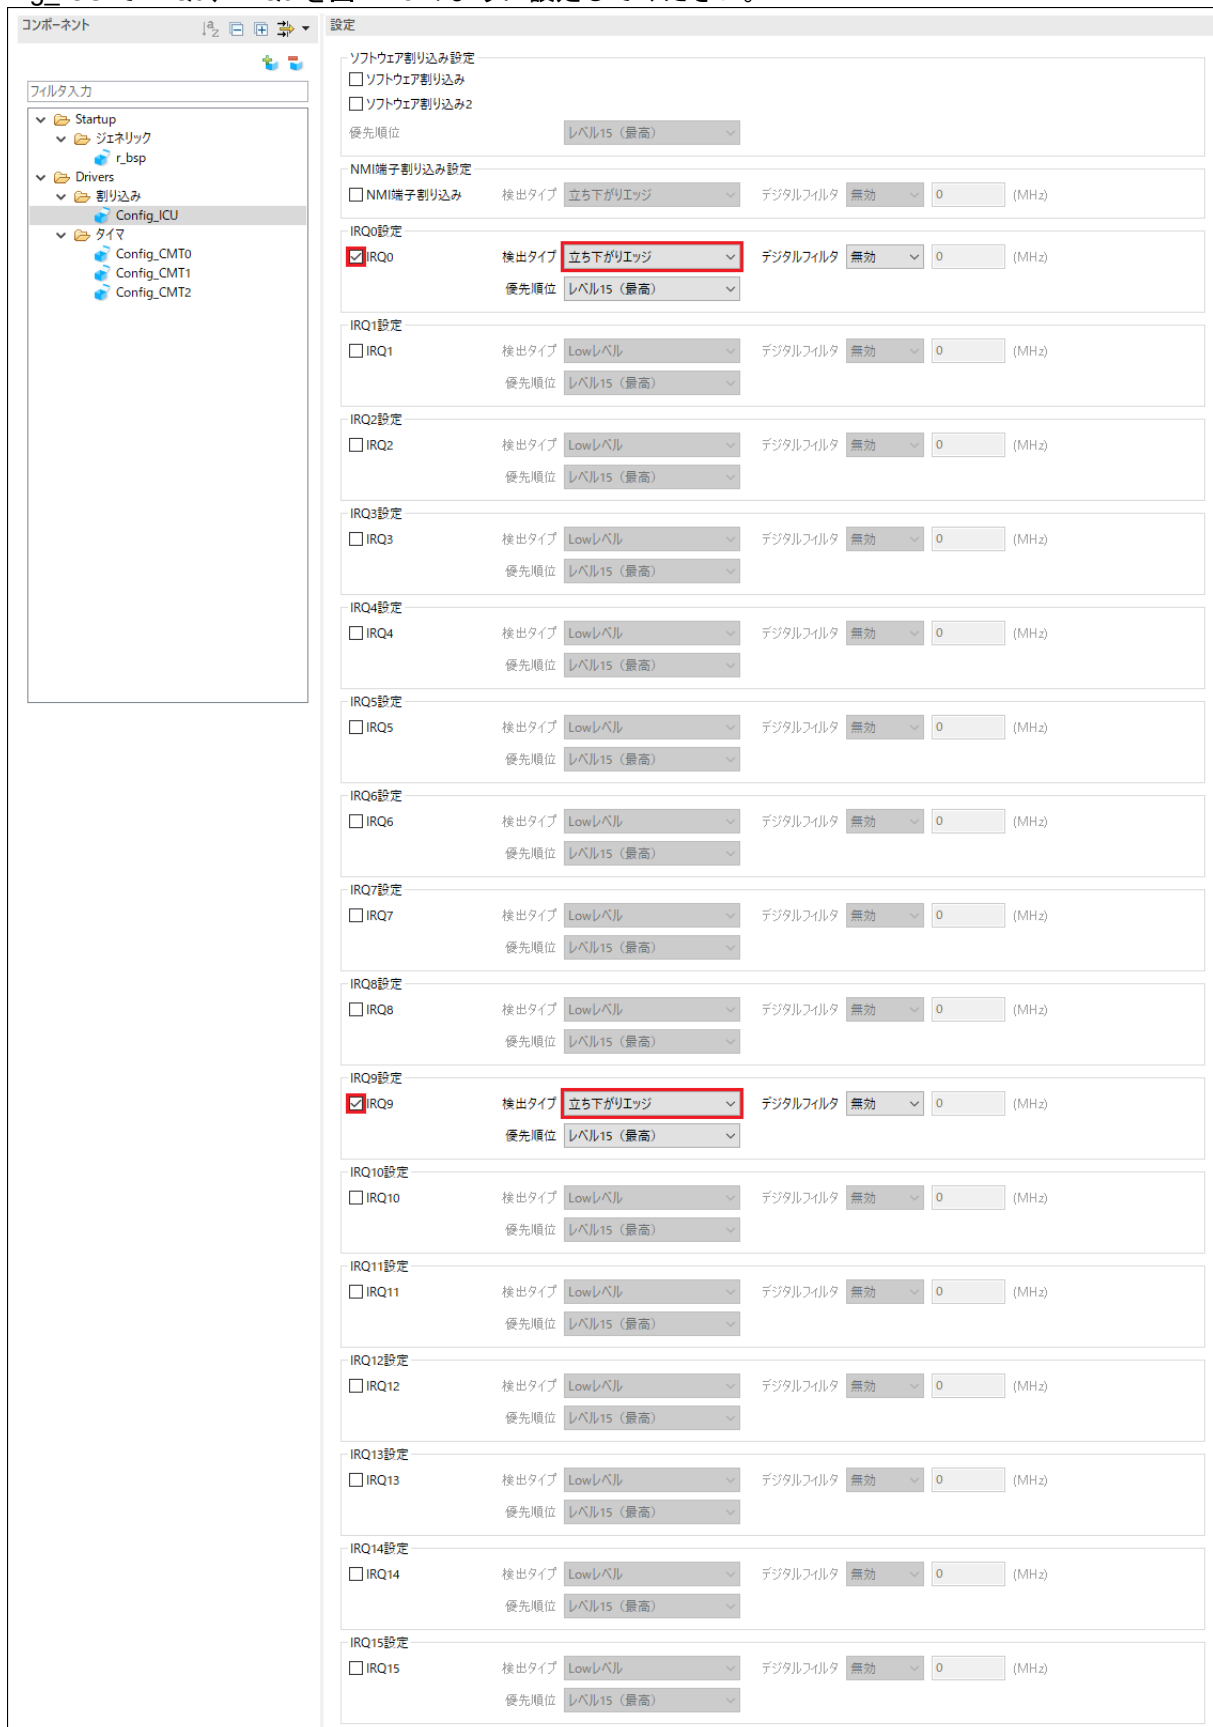 コンポーネント
フィルタ入力
Startup
ジェネリック
r_bsp
Drivers
割り込み
Config_ICU
タイマ
Config_CMT0
Config_CMT1
Config_CMT2
設定
ソフトウェア割り込み設定
ソフトウェア割り込み
ソフトウェア割り込み2
優先順位 レベル15（最高）
NMI端子割り込み設定
NMI端子割り込み 検出タイプ 立ち下がりエッジ デジタルフィルタ 無効 0 (MHz)
IRQ0設定
IRQ0 検出タイプ 立ち下がりエッジ デジタルフィルタ 無効 0 (MHz)
優先順位 レベル15（最高）
IRQ1設定
IRQ1 検出タイプ Lowレベル デジタルフィルタ 無効 0 (MHz)
優先順位 レベル15（最高）
IRQ2設定
IRQ2 検出タイプ Lowレベル デジタルフィルタ 無効 0 (MHz)
優先順位 レベル15（最高）
IRQ3設定
IRQ3 検出タイプ Lowレベル デジタルフィルタ 無効 0 (MHz)
優先順位 レベル15（最高）
IRQ4設定
IRQ4 検出タイプ Lowレベル デジタルフィルタ 無効 0 (MHz)
優先順位 レベル15（最高）
IRQ5設定
IRQ5 検出タイプ Lowレベル デジタルフィルタ 無効 0 (MHz)
優先順位 レベル15（最高）
IRQ6設定
IRQ6 検出タイプ Lowレベル デジタルフィルタ 無効 0 (MHz)
優先順位 レベル15（最高）
IRQ7設定
IRQ7 検出タイプ Lowレベル デジタルフィルタ 無効 0 (MHz)
優先順位 レベル15（最高）
IRQ8設定
IRQ8 検出タイプ Lowレベル デジタルフィルタ 無効 0 (MHz)
優先順位 レベル15（最高）
IRQ9設定
IRQ9 検出タイプ 立ち下がりエッジ デジタルフィルタ 無効 0 (MHz)
優先順位 レベル15（最高）
IRQ10設定
IRQ10 検出タイプ Lowレベル デジタルフィルタ 無効 0 (MHz)
優先順位 レベル15（最高）
IRQ11設定
IRQ11 検出タイプ Lowレベル デジタルフィルタ 無効 0 (MHz)
優先順位 レベル15（最高）
IRQ12設定
IRQ12 検出タイプ Lowレベル デジタルフィルタ 無効 0 (MHz)
優先順位 レベル15（最高）
IRQ13設定
IRQ13 検出タイプ Lowレベル デジタルフィルタ 無効 0 (MHz)
優先順位 レベル15（最高）
IRQ14設定
IRQ14 検出タイプ Lowレベル デジタルフィルタ 無効 0 (MHz)
優先順位 レベル15（最高）
IRQ15設定
IRQ15 検出タイプ Lowレベル デジタルフィルタ 無効 0 (MHz)
優先順位 レベル15（最高）